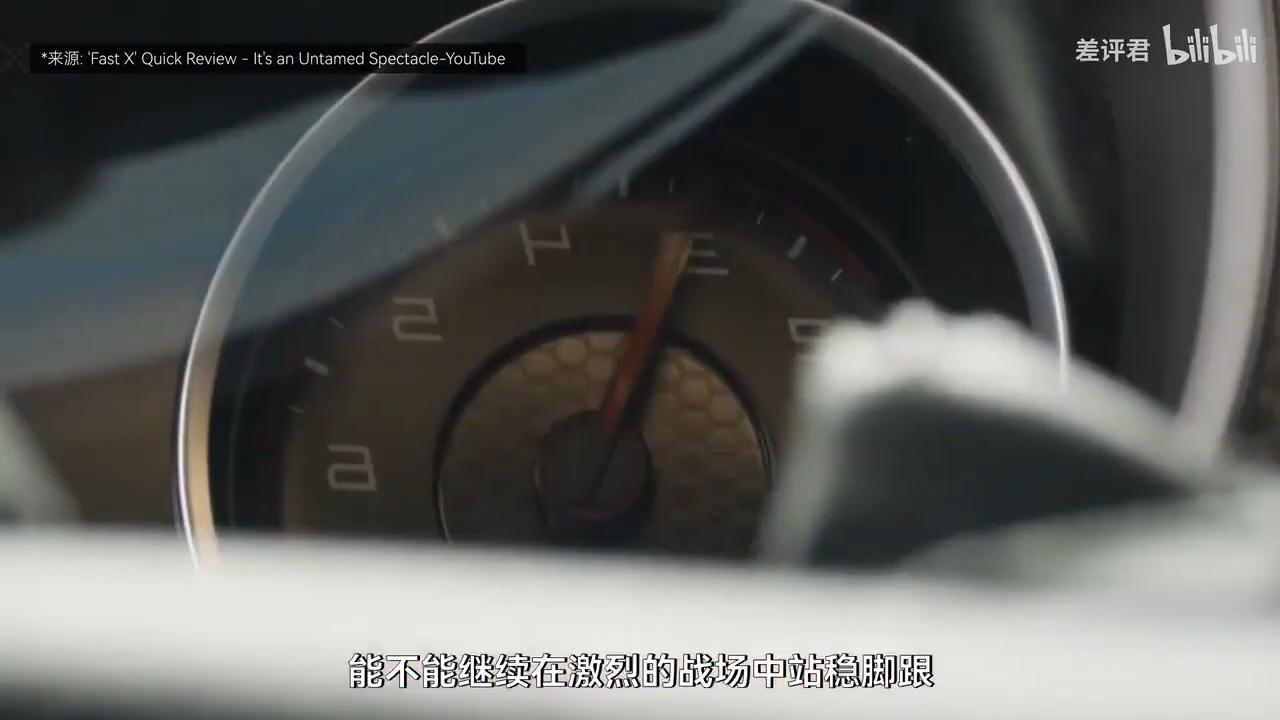 *来源: 'Fast X' Quick Review - It's an Untamed Spectacle-YouTube
差评君 bilibili
能不能继续在激烈的战场中站稳脚跟